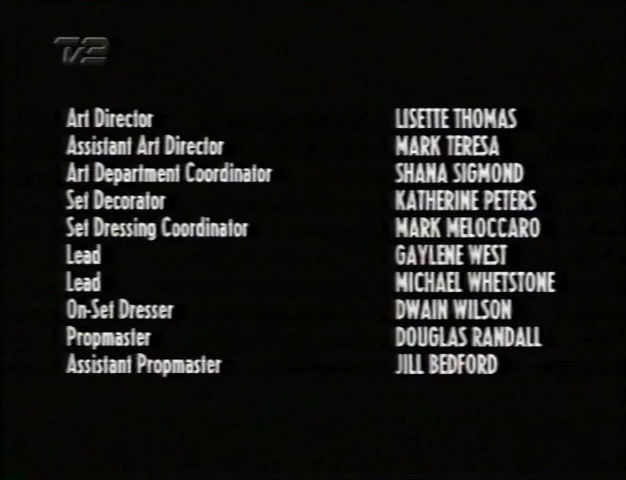 TV2
Art Director LISETTE THOMAS
Assistant Art Director MARK TERESA
Art Department Coordinator SHANA SIGMOND
Set Decorator KATHERINE PETERS
Set Dressing Coordinator MARK MELOCCARO
Lead GAYLENE WEST
Lead MICHAEL WHETSTONE
On-Set Dresser DWAIN WILSON
Propmaster DOUGLAS RANDALL
Assistant Propmaster JILL BEDFORD